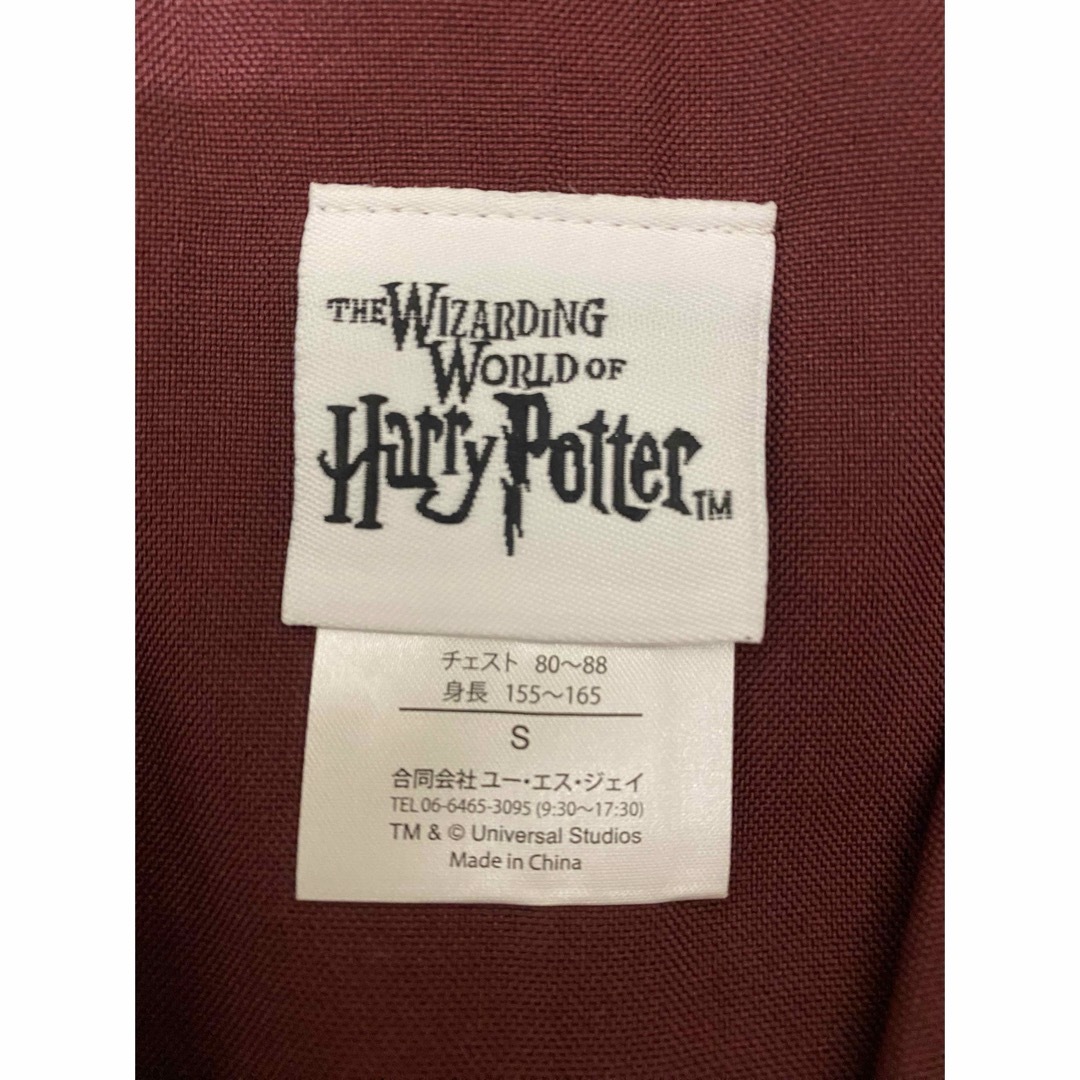 THE WIZARDING
WORLD OF
Harry Potter TM
チェスト 80～88
身長 155～165
S
合同会社 ユー・エス・ジェイ
TEL 06-6465-3095 (9:30～17:30)
TM & © Universal Studios
Made in China